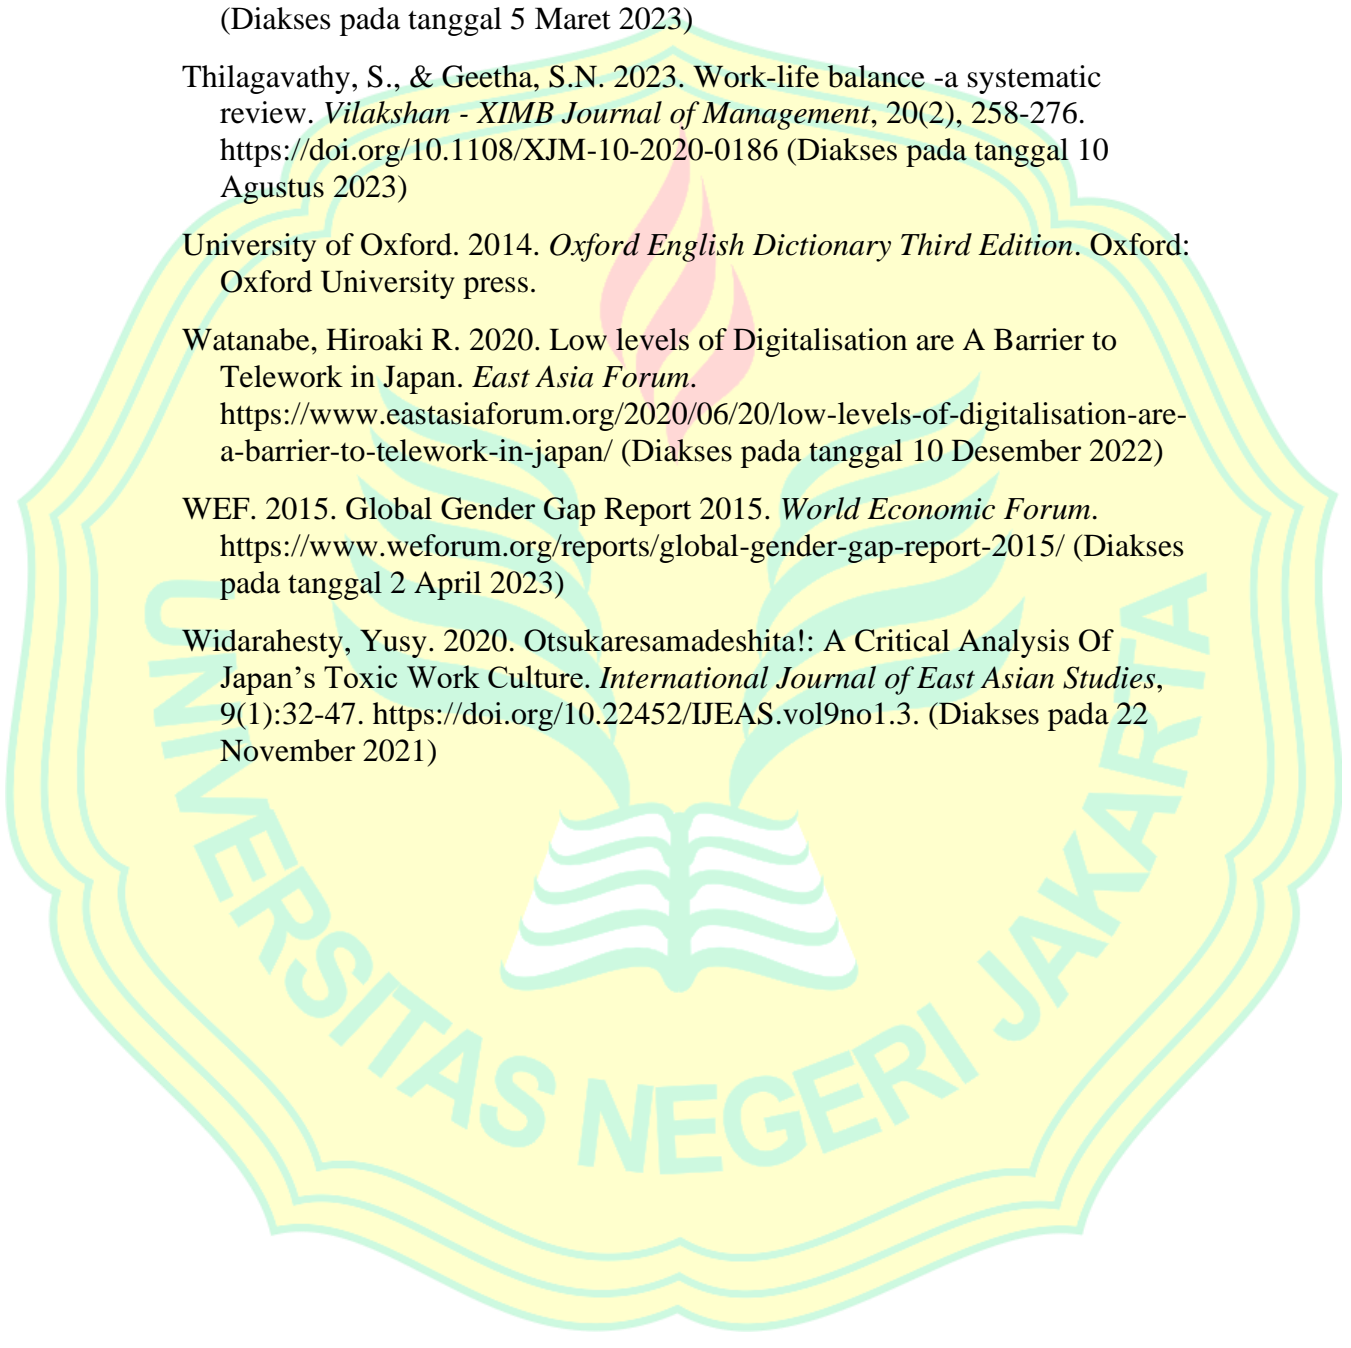 (Diakses pada tanggal 5 Maret 2023)
Thilagavathy, S., & Geetha, S.N. 2023. Work-life balance -a systematic
review. Vilakshan - XIMB Journal of Management, 20(2), 258-276.
https://doi.org/10.1108/XJM-10-2020-0186 (Diakses pada tanggal 10
Agustus 2023)
University of Oxford. 2014. Oxford English Dictionary Third Edition. Oxford:
Oxford University press.
Watanabe, Hiroaki R. 2020. Low levels of Digitalisation are A Barrier to
Telework in Japan. East Asia Forum.
https://www.eastasiaforum.org/2020/06/20/low-levels-of-digitalisation-are-
a-barrier-to-telework-in-japan/ (Diakses pada tanggal 10 Desember 2022)
WEF. 2015. Global Gender Gap Report 2015. World Economic Forum.
https://www.weforum.org/reports/global-gender-gap-report-2015/ (Diakses
pada tanggal 2 April 2023)
Widarahesty, Yusy. 2020. Otsukaresamadeshita!: A Critical Analysis Of
Japan’s Toxic Work Culture. International Journal of East Asian Studies,
9(1):32-47. https://doi.org/10.22452/IJEAS.vol9no1.3. (Diakses pada 22
November 2021)
UNIVERSITAS NEGERI JAKARTA